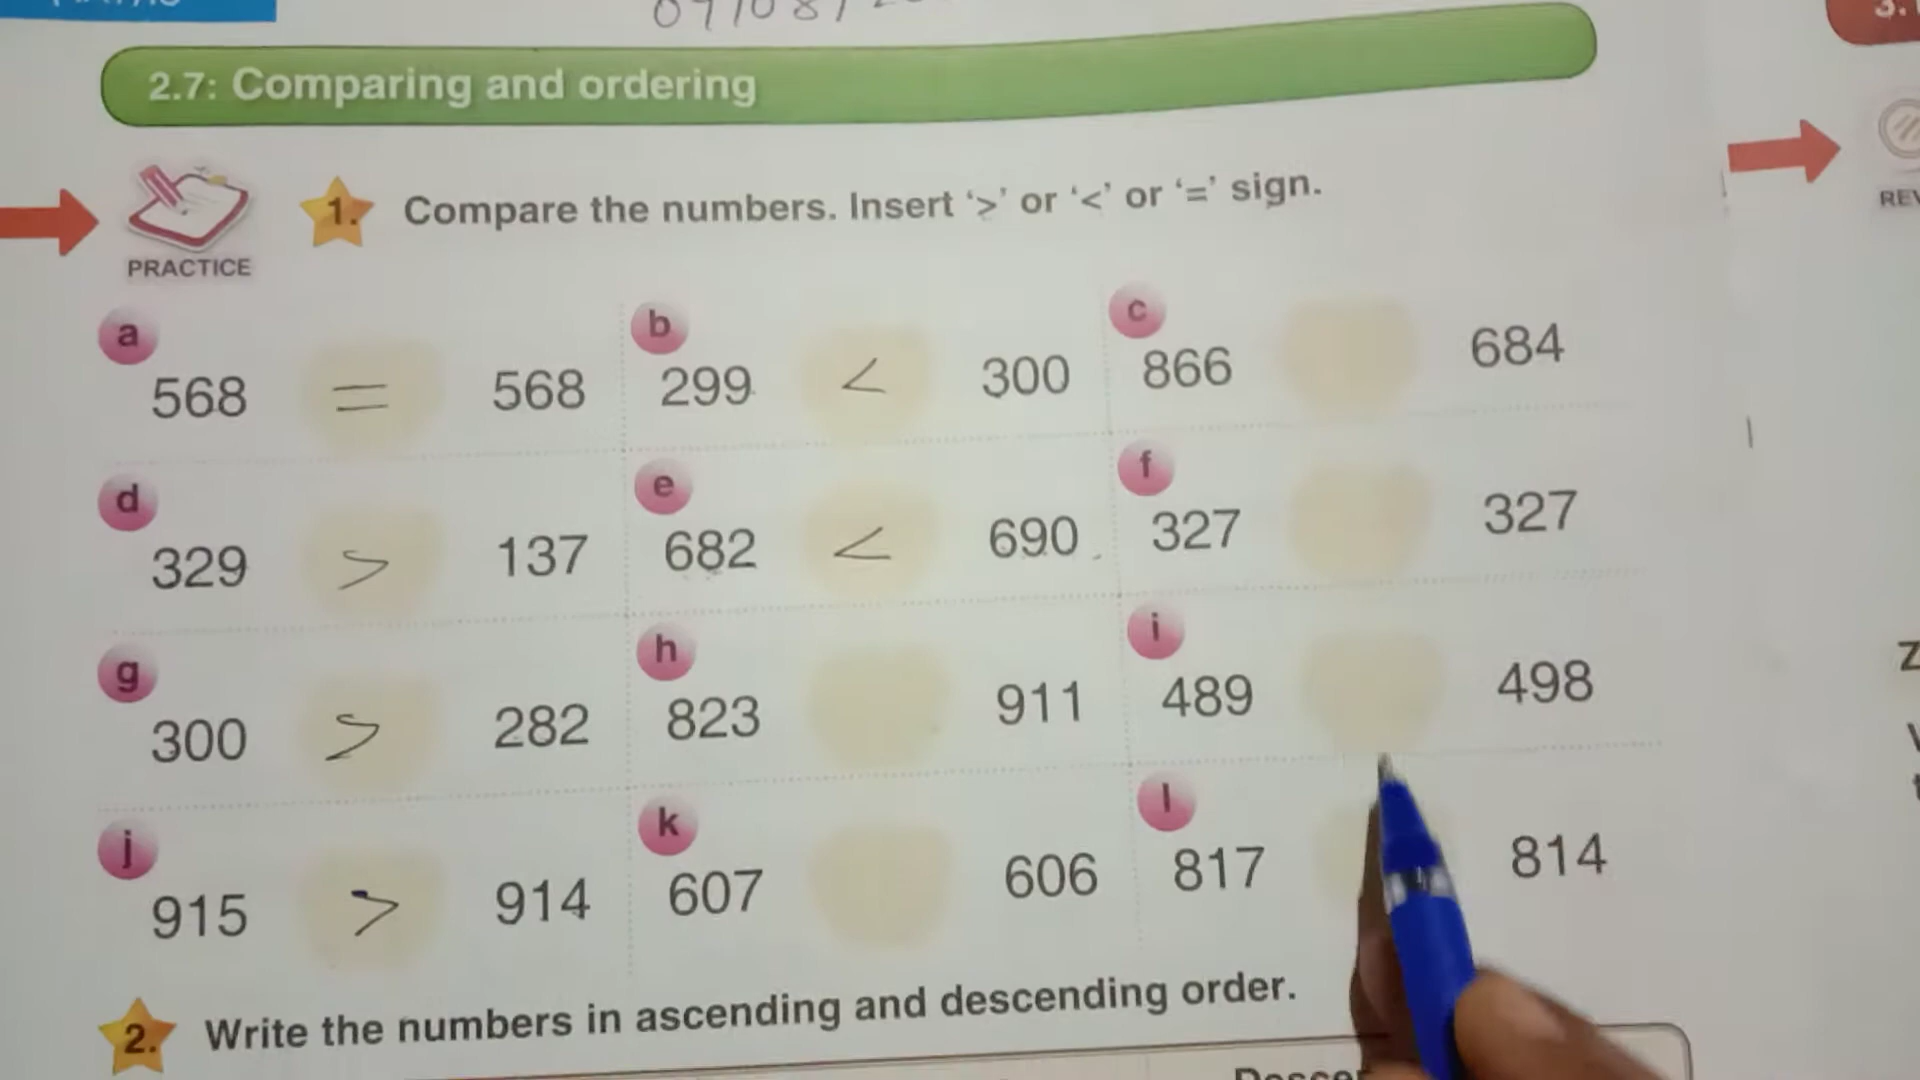 2.7: Comparing and ordering
PRACTICE
1. Compare the numbers. Insert ‘>’ or ‘<’ or ‘=’ sign.
a 568 = 568 b 299 < 300 c 866 684
d 329 > 137 e 682 < 690 f 327 327
g 300 > 282 h 823 911 i 489 498
j 915 > 914 k 607 606 l 817 814
2. Write the numbers in ascending and descending order.